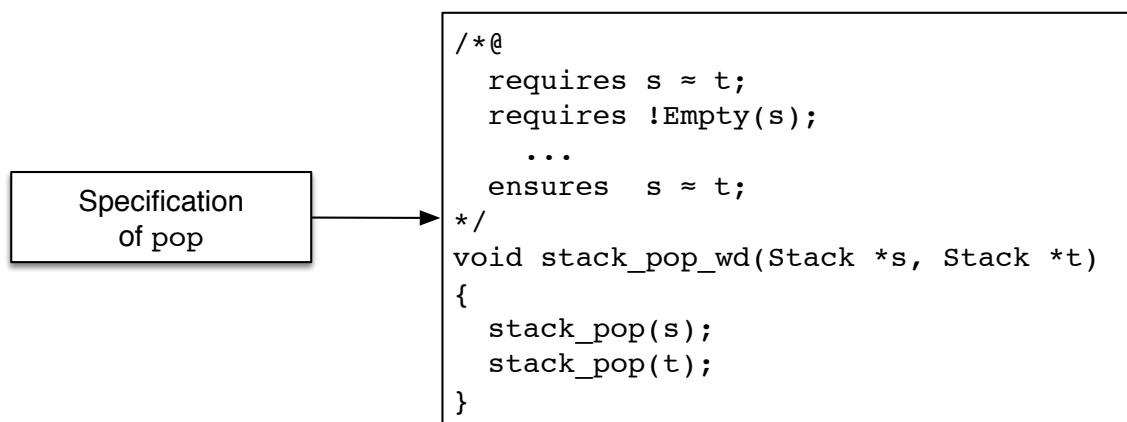 Specification
of pop
/*@
  requires s ≈ t;
  requires !Empty(s);
    ...
  ensures  s ≈ t;
*/
void stack_pop_wd(Stack *s, Stack *t)
{
  stack_pop(s);
  stack_pop(t);
}